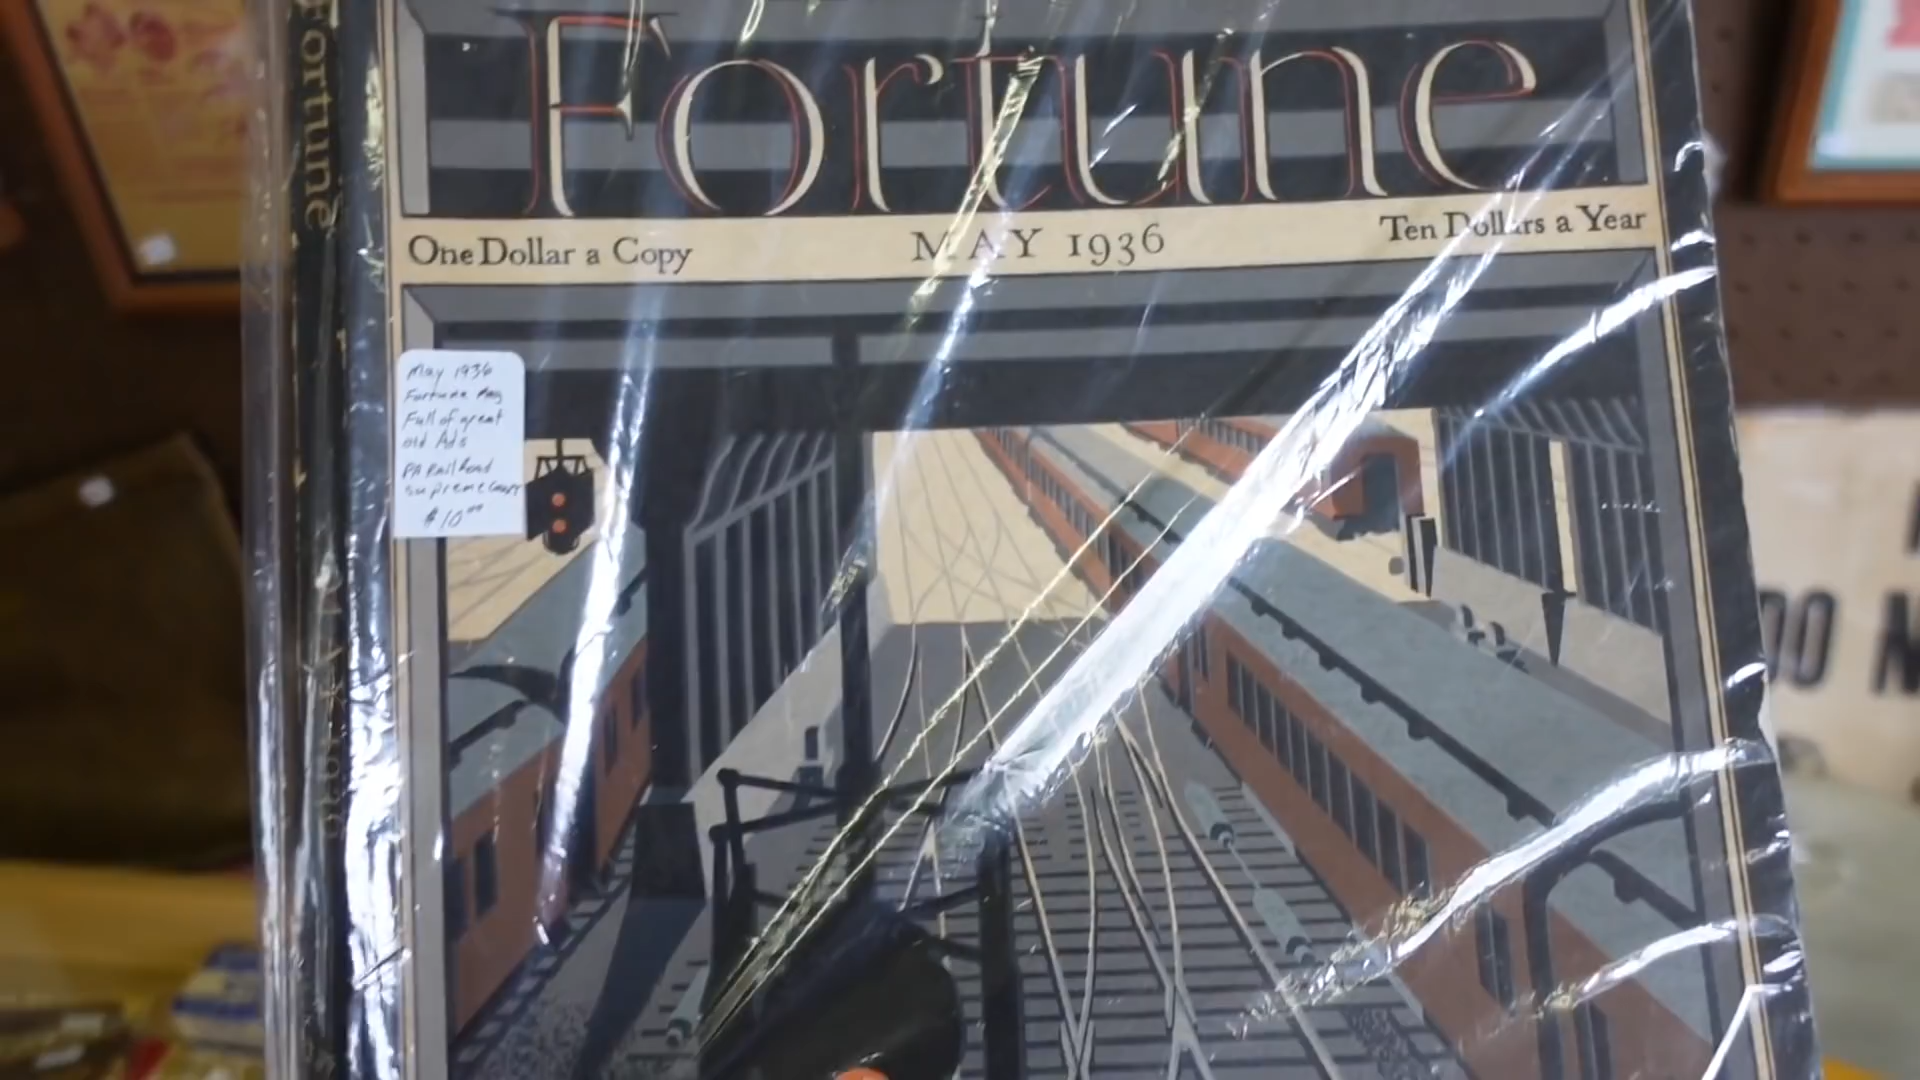 Fortune
One Dollar a Copy
MAY 1936
Ten Dollars a Year
Fortune
May 1936
Fortune Mag
Full of great
old Ads
PA Railroad
Supreme Court
$10.00